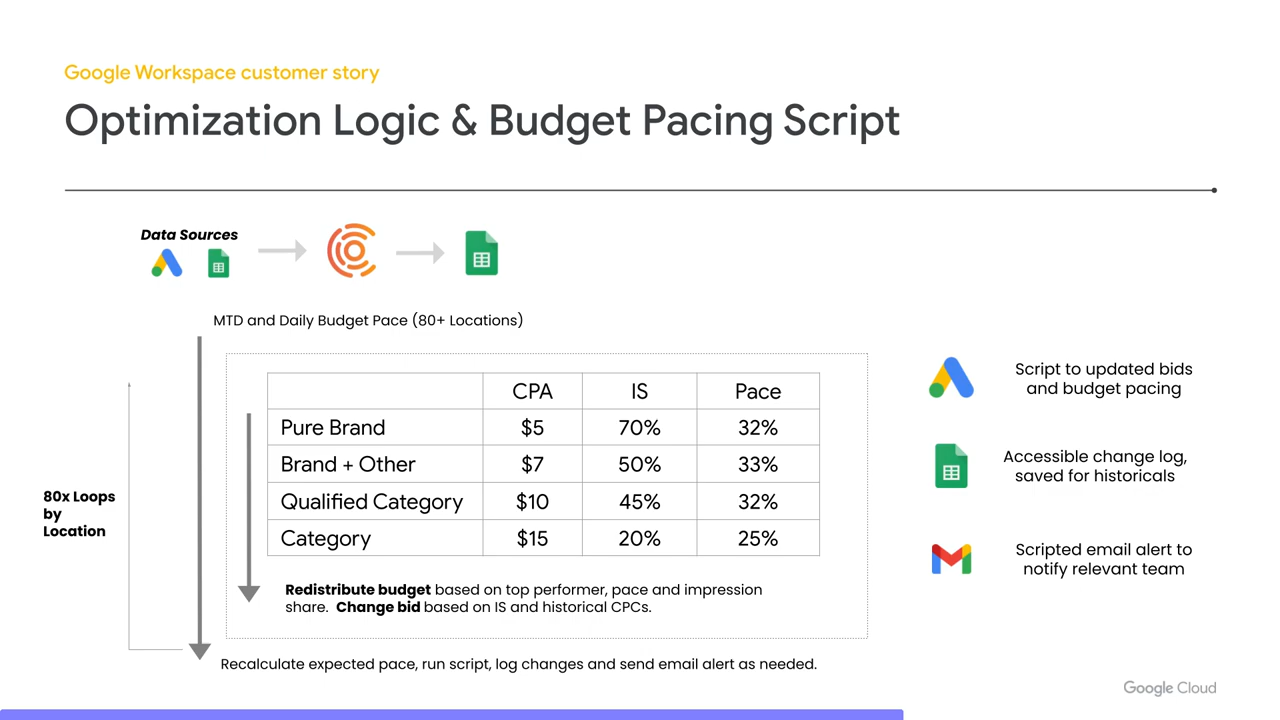 Google Workspace customer story
Optimization Logic & Budget Pacing Script
Data Sources
MTD and Daily Budget Pace (80+ Locations)
CPA IS Pace
Pure Brand $5 70% 32%
Brand + Other $7 50% 33%
Qualified Category $10 45% 32%
Category $15 20% 25%
80x Loops
by
Location
Redistribute budget based on top performer, pace and impression
share. Change bid based on IS and historical CPCs.
Recalculate expected pace, run script, log changes and send email alert as needed.
Script to updated bids
and budget pacing
Accessible change log,
saved for historicals
Scripted email alert to
notify relevant team
Google Cloud